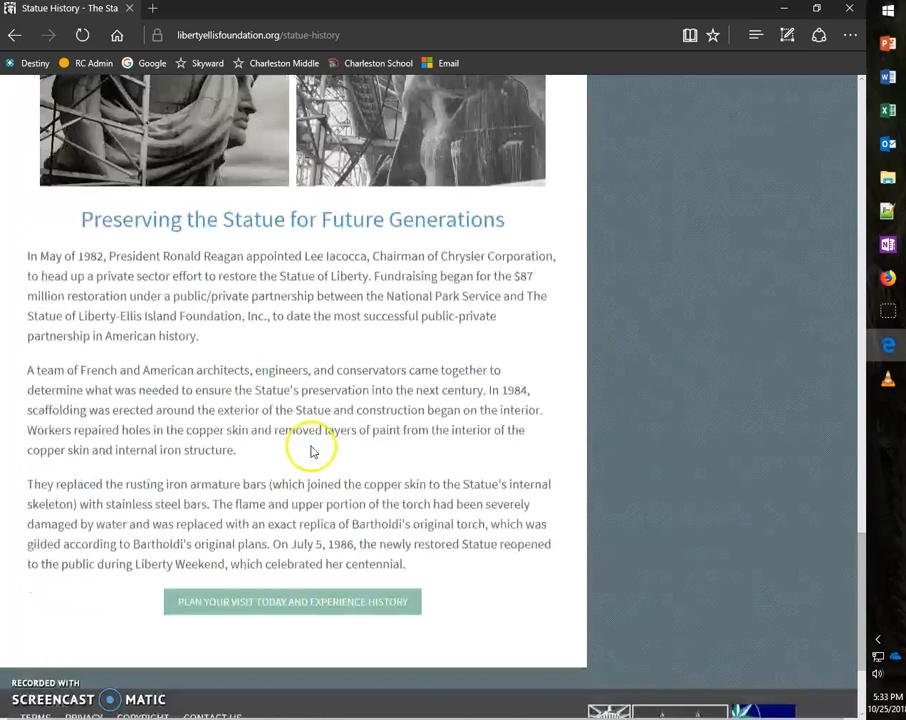 Statue History - The Sta
libertyellisfoundation.org/statue-history
Destiny RC Admin Google Skyward Charleston Middle Charleston School Email
Preserving the Statue for Future Generations
In May of 1982, President Ronald Reagan appointed Lee Iacocca, Chairman of Chrysler Corporation,
to head up a private sector effort to restore the Statue of Liberty. Fundraising began for the $87
million restoration under a public/private partnership between the National Park Service and The
Statue of Liberty-Ellis Island Foundation, Inc., to date the most successful public-private
partnership in American history.
A team of French and American architects, engineers, and conservators came together to
determine what was needed to ensure the Statue's preservation into the next century. In 1984,
scaffolding was erected around the exterior of the Statue and construction began on the interior.
Workers repaired holes in the copper skin and removed layers of paint from the interior of the
copper skin and internal iron structure.
They replaced the rusting iron armature bars (which joined the copper skin to the Statue's internal
skeleton) with stainless steel bars. The flame and upper portion of the torch had been severely
damaged by water and was replaced with an exact replica of Bartholdi's original torch, which was
gilded according to Bartholdi's original plans. On July 5, 1986, the newly restored Statue reopened
to the public during Liberty Weekend, which celebrated her centennial.
PLAN YOUR VISIT TODAY AND EXPERIENCE HISTORY
RECORDED WITH
SCREENCAST MATIC
TERMS PRIVACY COPYRIGHT CONTACT US
5:33 PM
10/25/2018